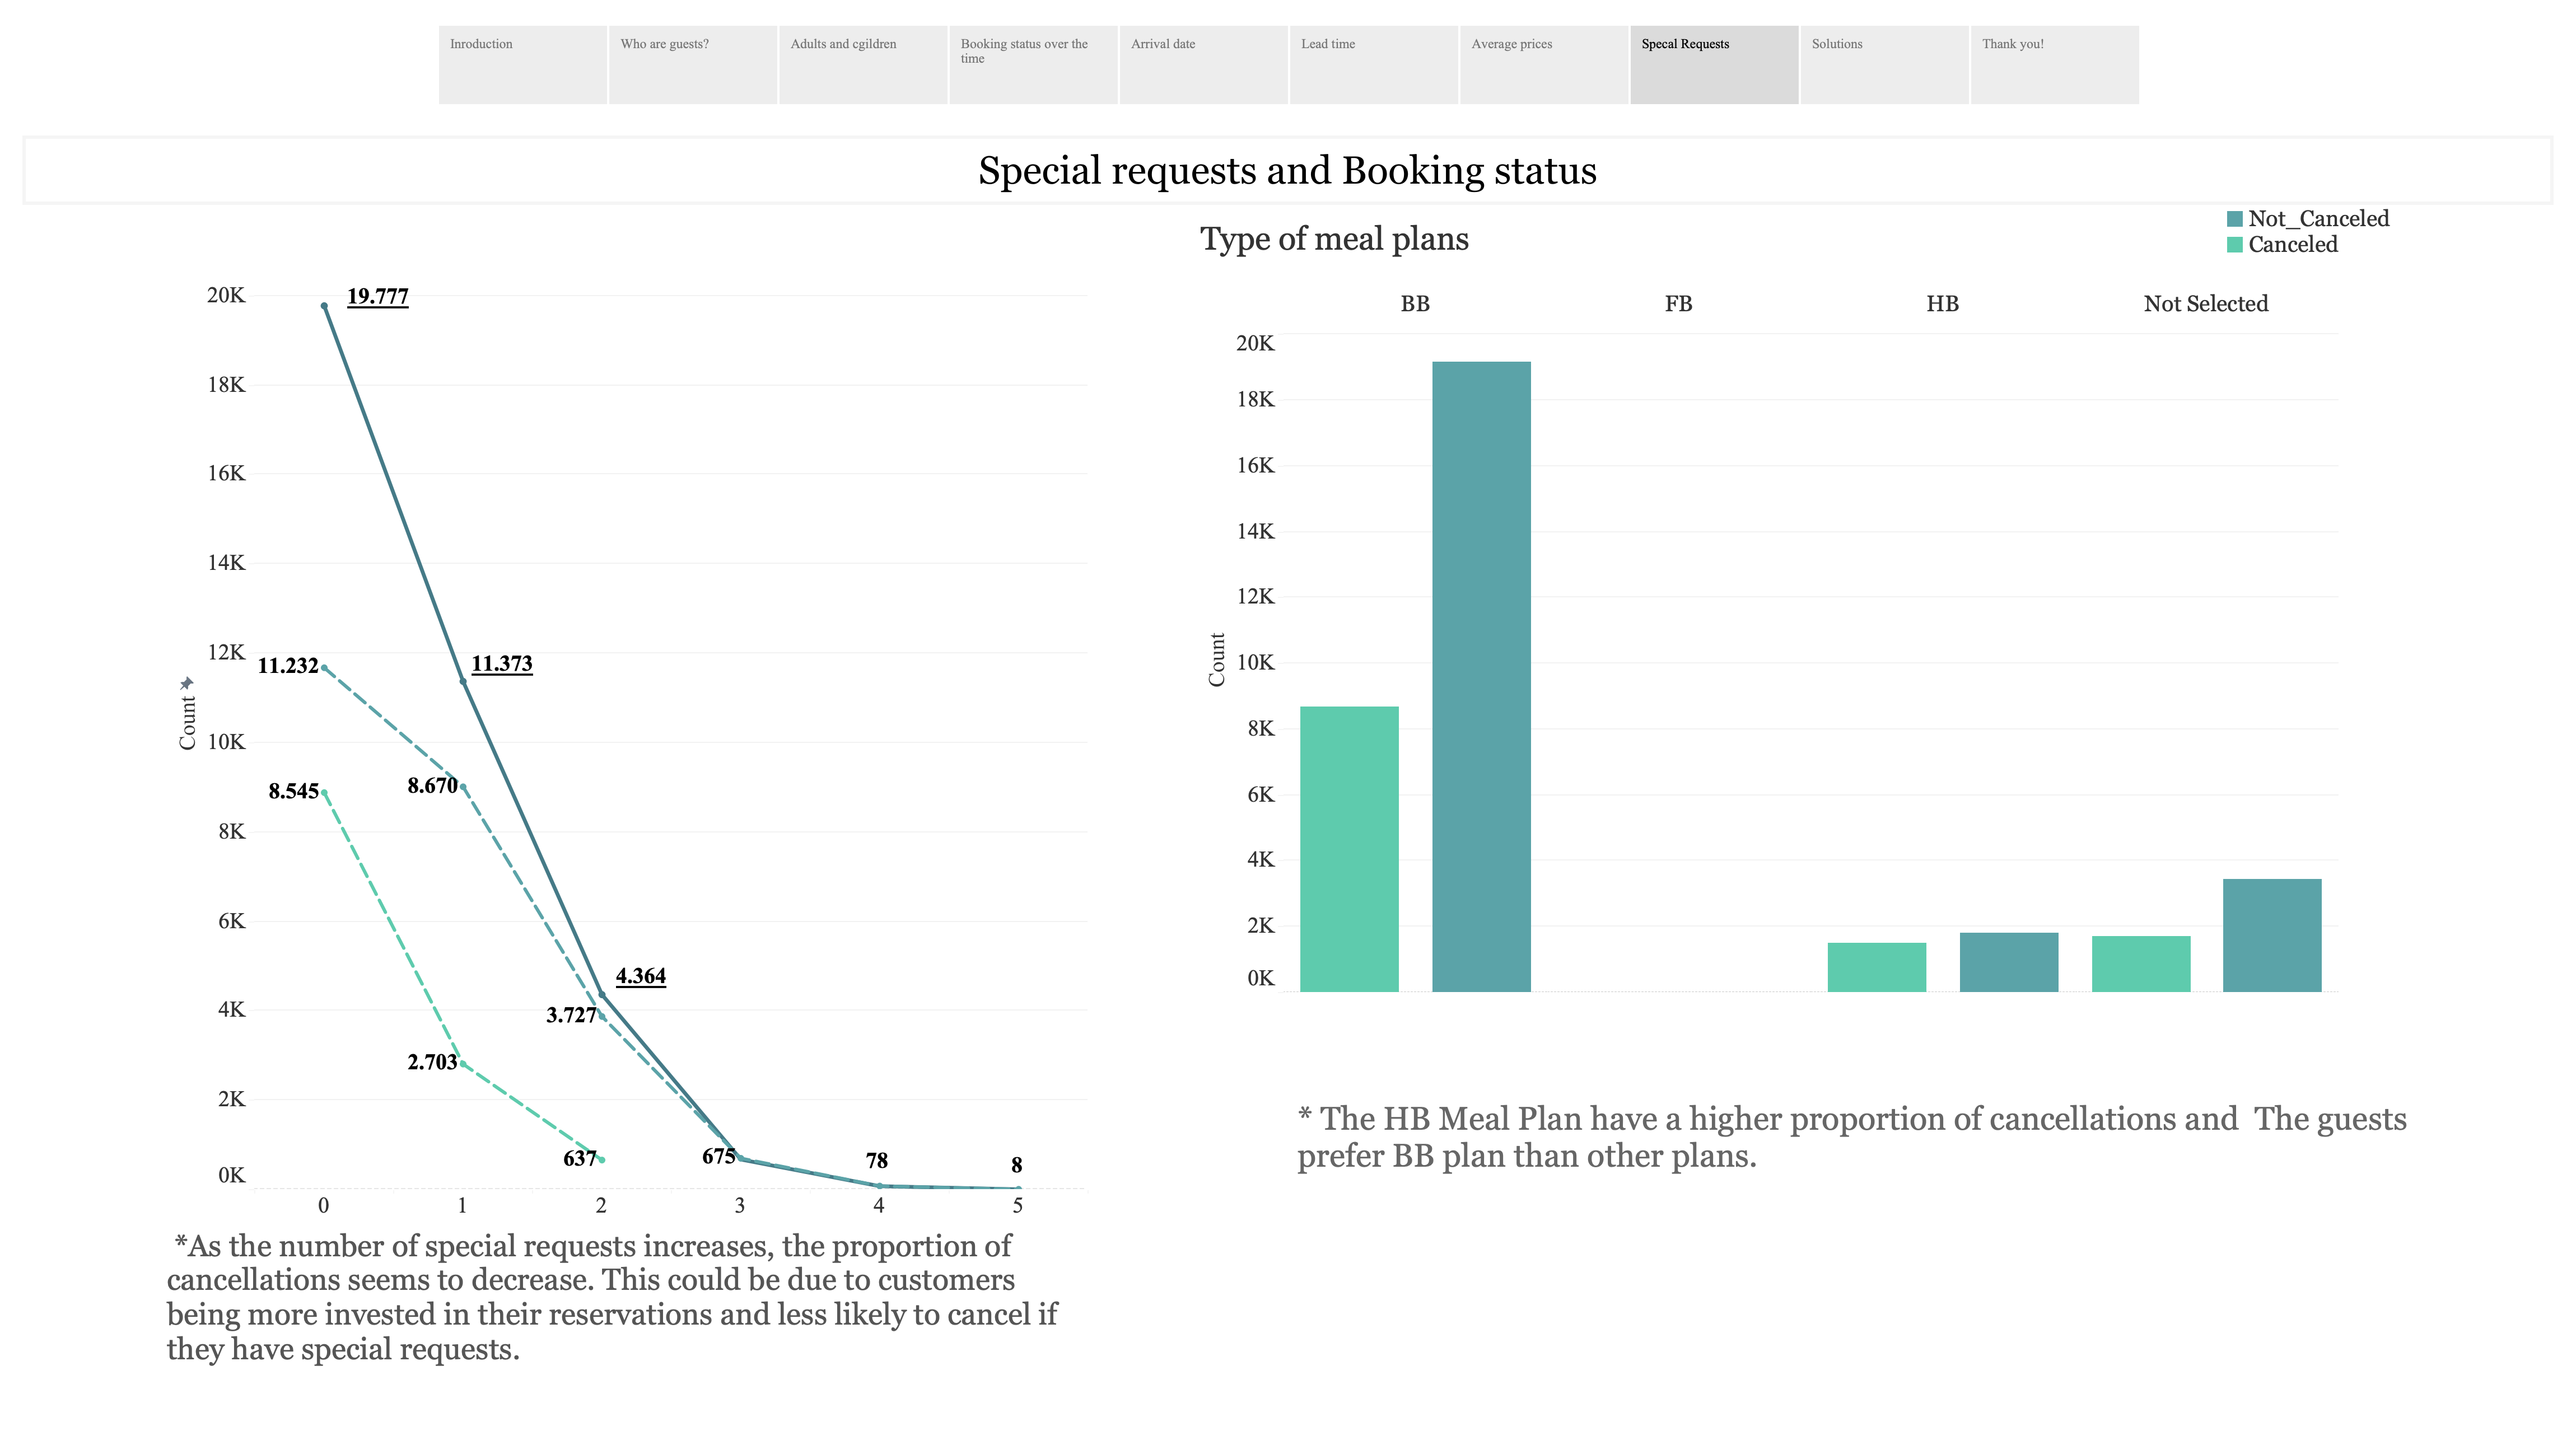 Inroduction
Who are guests?
Adults and cgildren
Booking status over the
time
Arrival date
Lead time
Average prices
Specal Requests
Solutions
Thank you!
Special requests and Booking status
Not_Canceled
Canceled
Count
20K
18K
16K
14K
12K
10K
8K
6K
4K
2K
0K
19.777
11.373
11.232
8.670
8.545
4.364
3.727
2.703
637
675
78
8
0
1
2
3
4
5
*As the number of special requests increases, the proportion of
cancellations seems to decrease. This could be due to customers
being more invested in their reservations and less likely to cancel if
they have special requests.
Type of meal plans
BB
FB
HB
Not Selected
Count
20K
18K
16K
14K
12K
10K
8K
6K
4K
2K
0K
* The HB Meal Plan have a higher proportion of cancellations and  The guests
prefer BB plan than other plans.